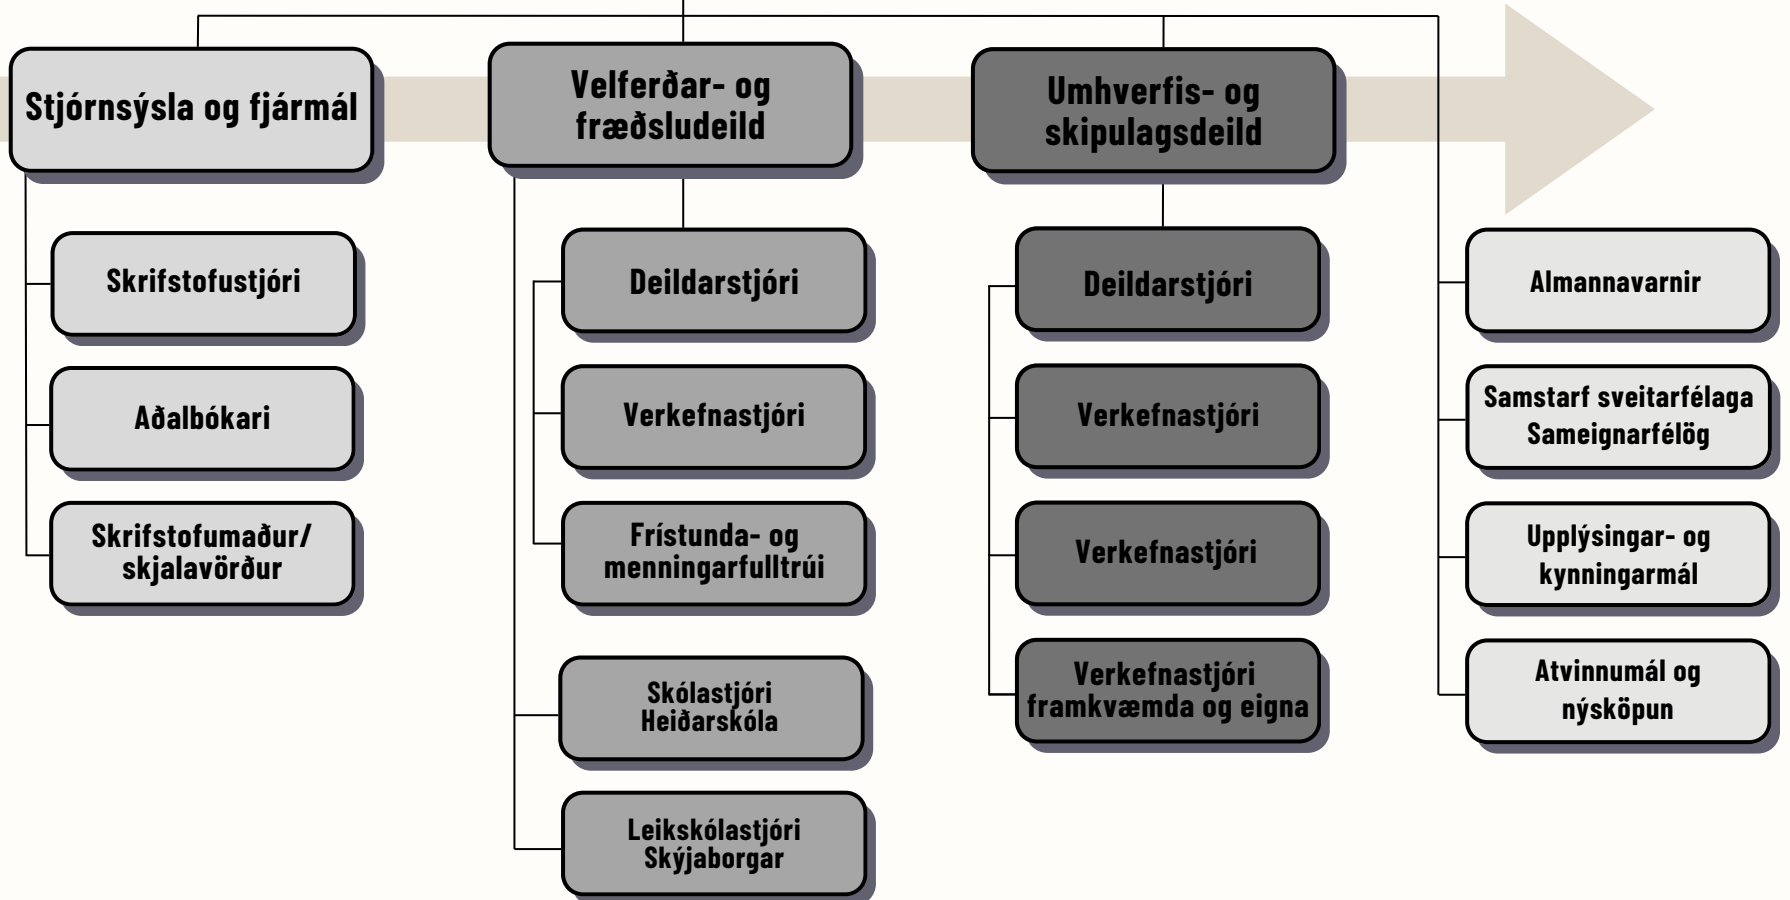 Stjórnsýsla og fjármál
Velferðar- og
fræðsludeild
Umhverfis- og
skipulagsdeild
Skrifstofustjóri
Aðalbókari
Skrifstofumaður/
skjalavörður
Deildarstjóri
Verkefnastjóri
Frístunda- og
menningarfulltrúi
Skólastjóri
Heiðarskóla
Leikskólastjóri
Skýjaborgar
Deildarstjóri
Verkefnastjóri
Verkefnastjóri
Verkefnastjóri
framkvæmda og eigna
Almannavarnir
Samstarf sveitarfélaga
Sameignarfélög
Upplýsingar- og
kynningarmál
Atvinnumál og
nýsköpun